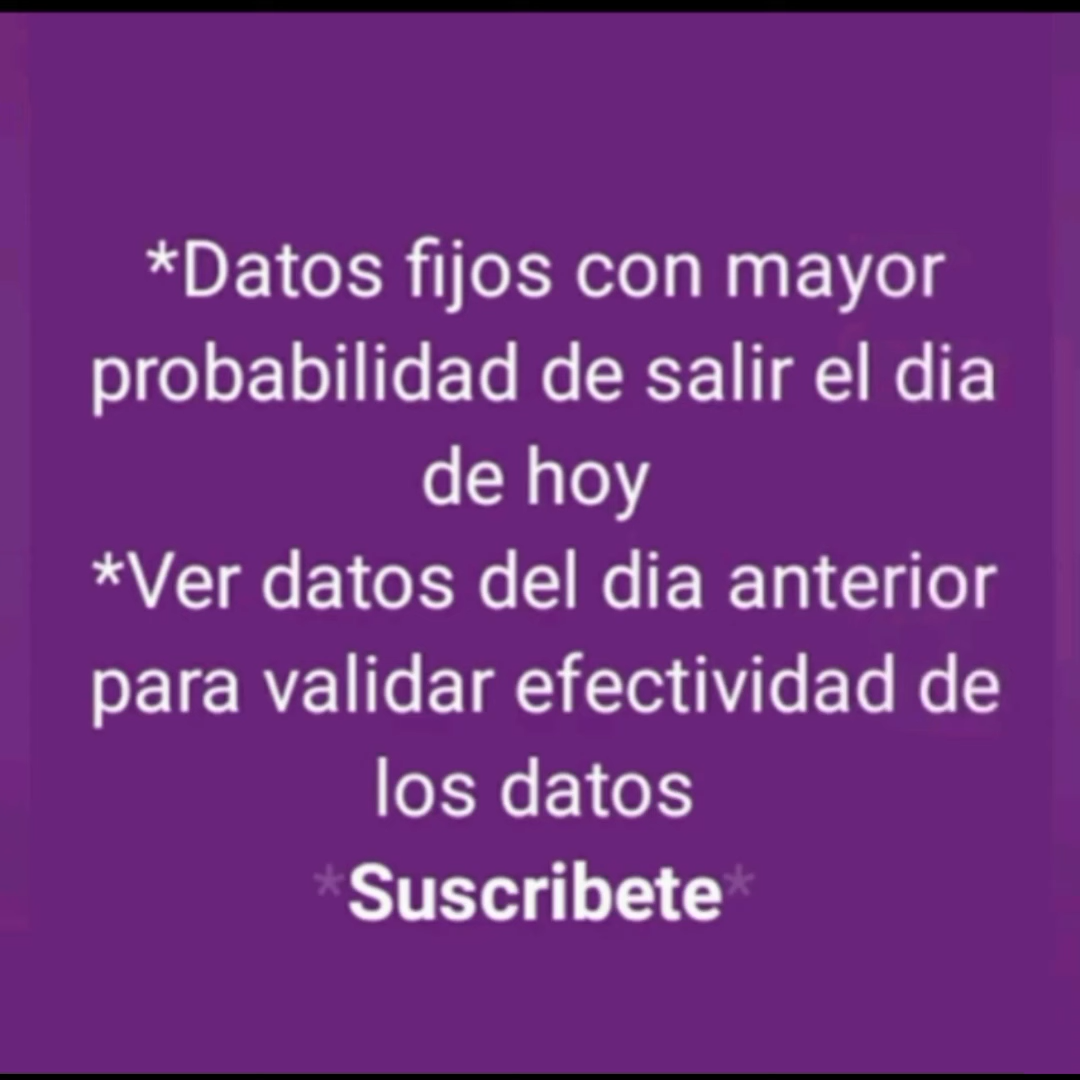 *Datos fijos con mayor
probabilidad de salir el dia
de hoy
*Ver datos del dia anterior
para validar efectividad de
los datos
*Suscribete*